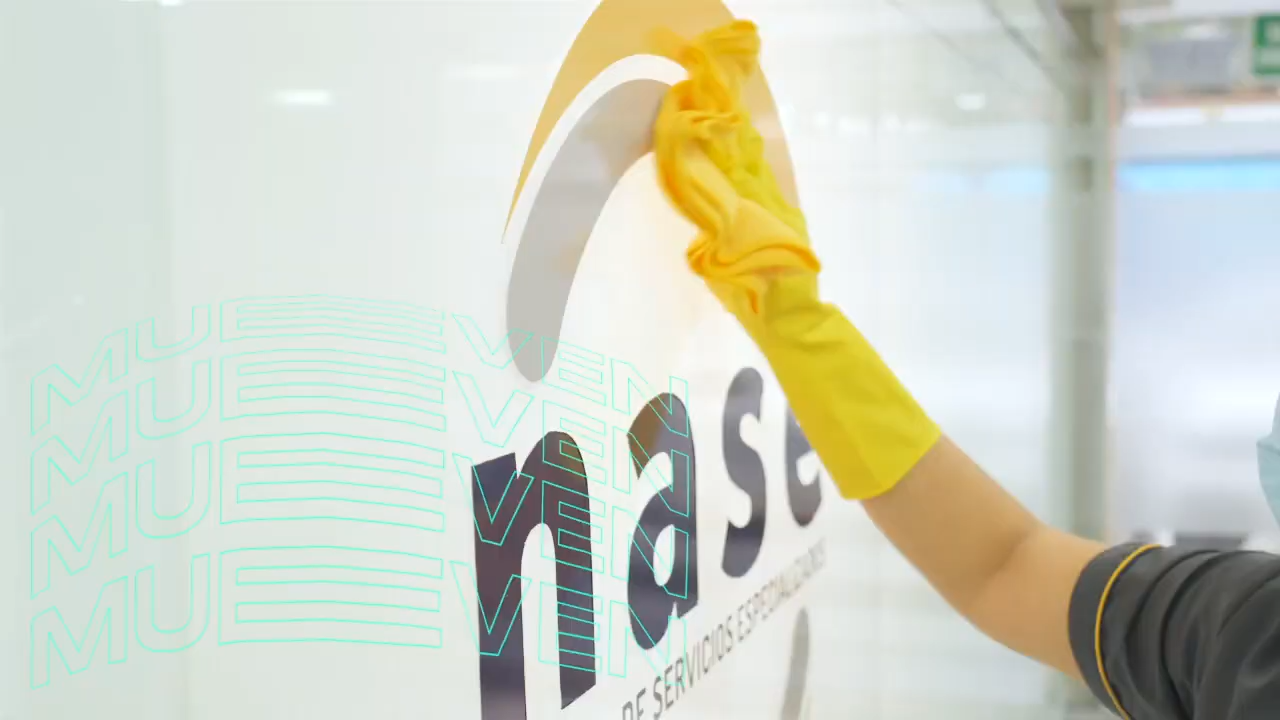 MUEVEN
MUEVEN
MUEVEN
MUEVEN
nase
DE SERVICIOS ESPECIALIZADOS